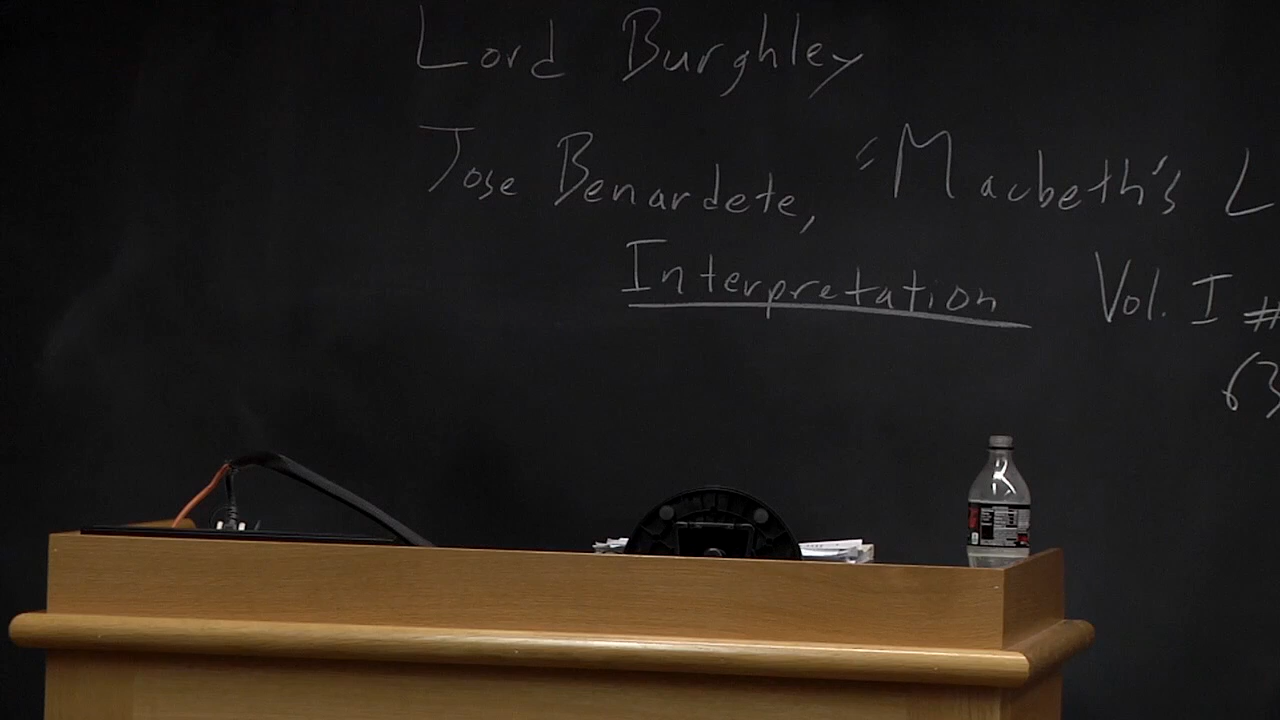 Lord Burghley
Jose Benardete, "Macbeth's L
Interpretation Vol. I #
63